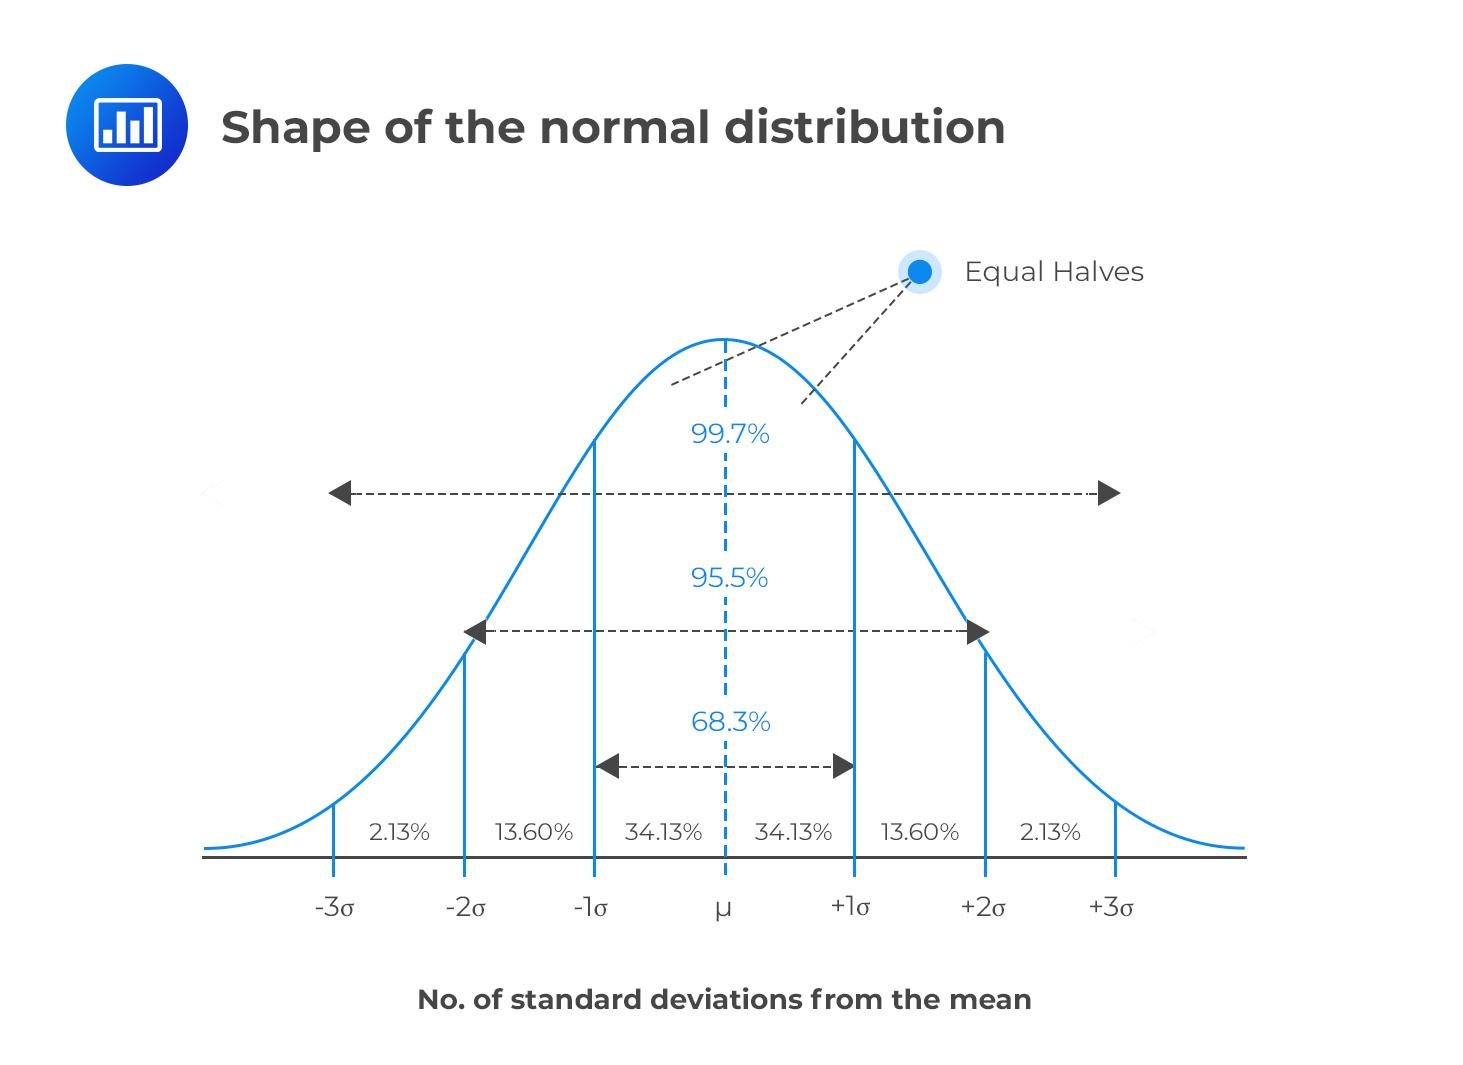 Shape of the normal distribution
Equal Halves
99.7%
95.5%
68.3%
2.13% 13.60% 34.13% 34.13% 13.60% 2.13%
-3σ -2σ -1σ µ +1σ +2σ +3σ
No. of standard deviations from the mean